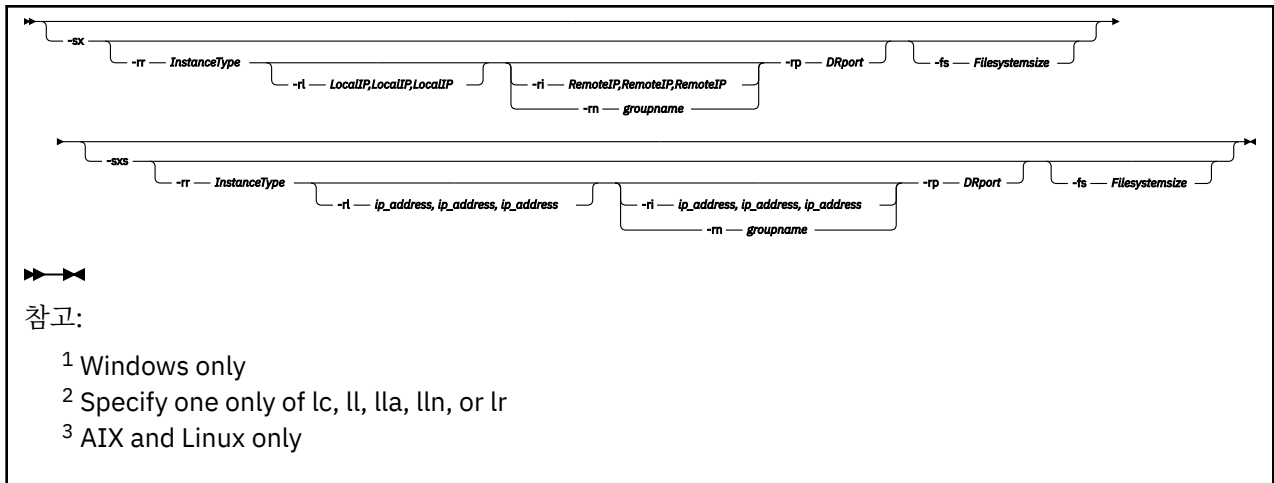 -sx
-rr InstanceType -rp DRport -fs Filesystemsize
-rl LocalIP,LocalIP,LocalIP -ri RemoteIP,RemoteIP,RemoteIP
-rn groupname
-sxs
-rr InstanceType -rp DRport -fs Filesystemsize
-rl ip_address, ip_address, ip_address -ri ip_address, ip_address, ip_address
-rn groupname
참고:
1 Windows only
2 Specify one only of lc, ll, lla, lln, or lr
3 AIX and Linux only